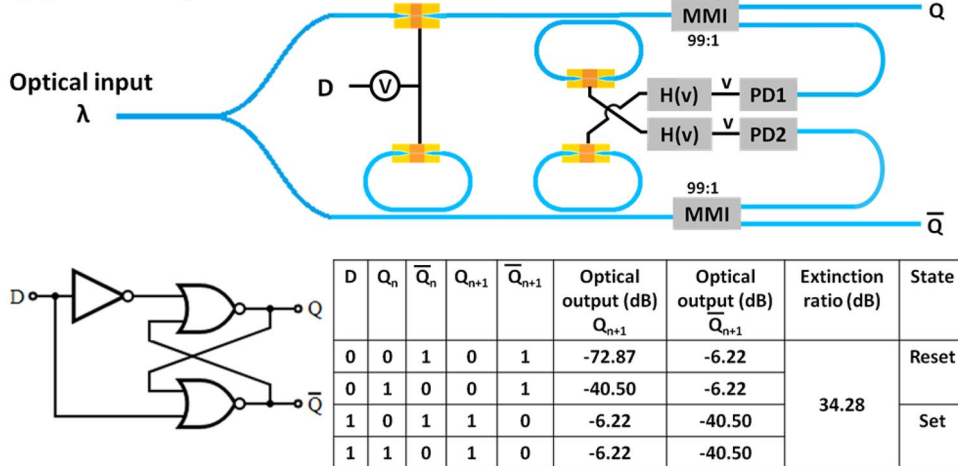 MMI
99:1
Q
Optical input
λ
D
V
H(v)
V
PD1
H(v)
V
PD2
99:1
MMI
Q̅
D
Q
Q̅
D Qn Q̅n Qn+1 Q̅n+1 Optical output (dB) Qn+1 Optical output (dB) Q̅n+1 Extinction ratio (dB) State
0 0 1 0 1 -72.87 -6.22 34.28 Reset
0 1 0 0 1 -40.50 -6.22
1 0 1 1 0 -6.22 -40.50 Set
1 1 0 1 0 -6.22 -40.50